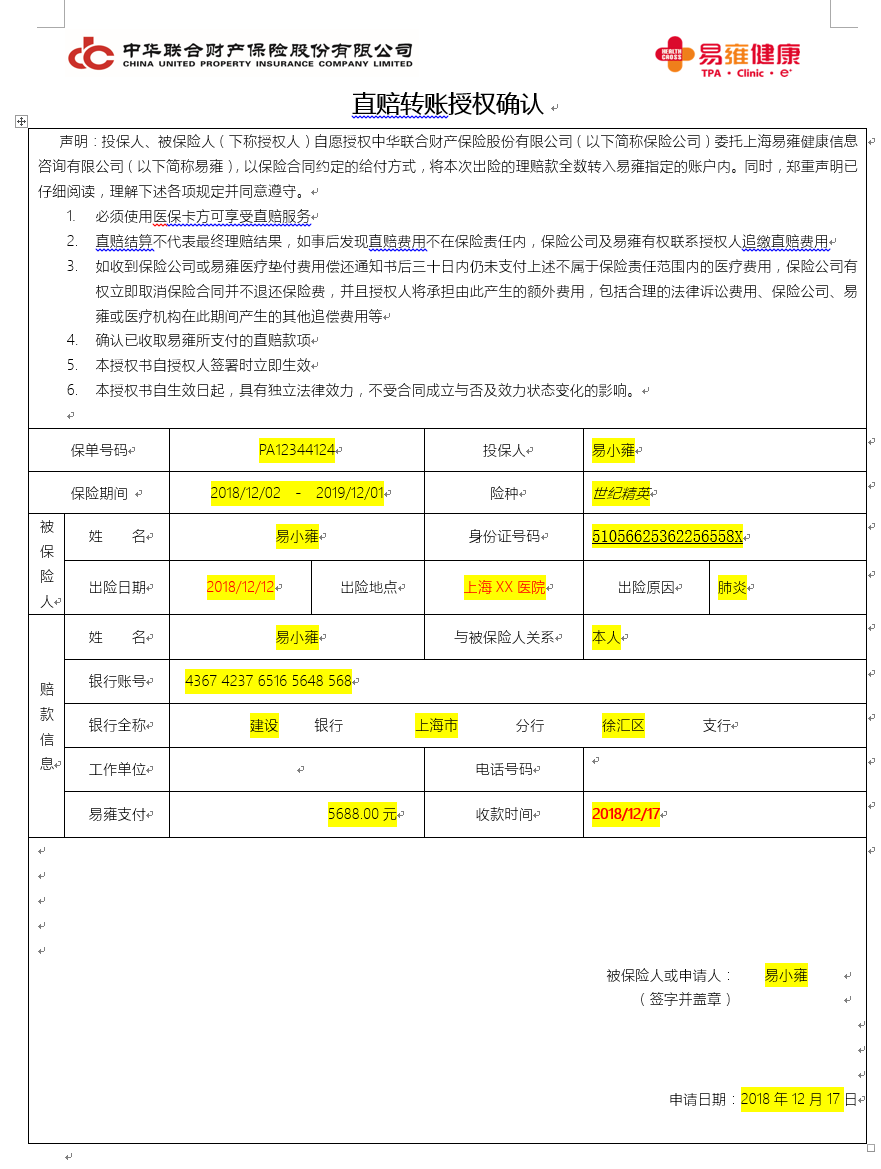 中华联合财产保险股份有限公司
CHINA UNITED PROPERTY INSURANCE COMPANY LIMITED
HEALTH CROSS
易雍健康
TPA · Clinic · e⁺
直赔转账授权确认
声明：投保人、被保险人（下称授权人）自愿授权中华联合财产保险股份有限公司（以下简称保险公司）委托上海易雍健康信息
咨询有限公司（以下简称易雍），以保险合同约定的给付方式，将本次出险的理赔款全数转入易雍指定的账户内。同时，郑重声明已
仔细阅读，理解下述各项规定并同意遵守。
1. 必须使用医保卡方可享受直赔服务
2. 直赔结算不代表最终理赔结果，如事后发现直赔费用不在保险责任内，保险公司及易雍有权联系授权人追缴直赔费用
3. 如收到保险公司或易雍医疗垫付费用偿还通知书后三十日内仍未支付上述不属于保险责任范围内的医疗费用，保险公司有
权立即取消保险合同并不退还保险费，并且授权人将承担由此产生的额外费用，包括合理的法律诉讼费用、保险公司、易
雍或医疗机构在此期间产生的其他追偿费用等
4. 确认已收取易雍所支付的直赔款项
5. 本授权书自授权人签署时立即生效
6. 本授权书自生效日起，具有独立法律效力，不受合同成立与否及效力状态变化的影响。
保单号码 PA12344124 投保人 易小雍
保险期间 2018/12/02 - 2019/12/01 险种 世纪精英
被保险人
姓 名 易小雍 身份证号码 51056625362256558X
出险日期 2018/12/12 出险地点 上海 XX 医院 出险原因 肺炎
赔款信息
姓 名 易小雍 与被保险人关系 本人
银行账号 4367 4237 6516 5648 568
银行全称 建设 银行 上海市 分行 徐汇区 支行
工作单位 电话号码
易雍支付 5688.00 元 收款时间 2018/12/17
被保险人或申请人： 易小雍
（签字并盖章）
申请日期：2018 年 12 月 17 日